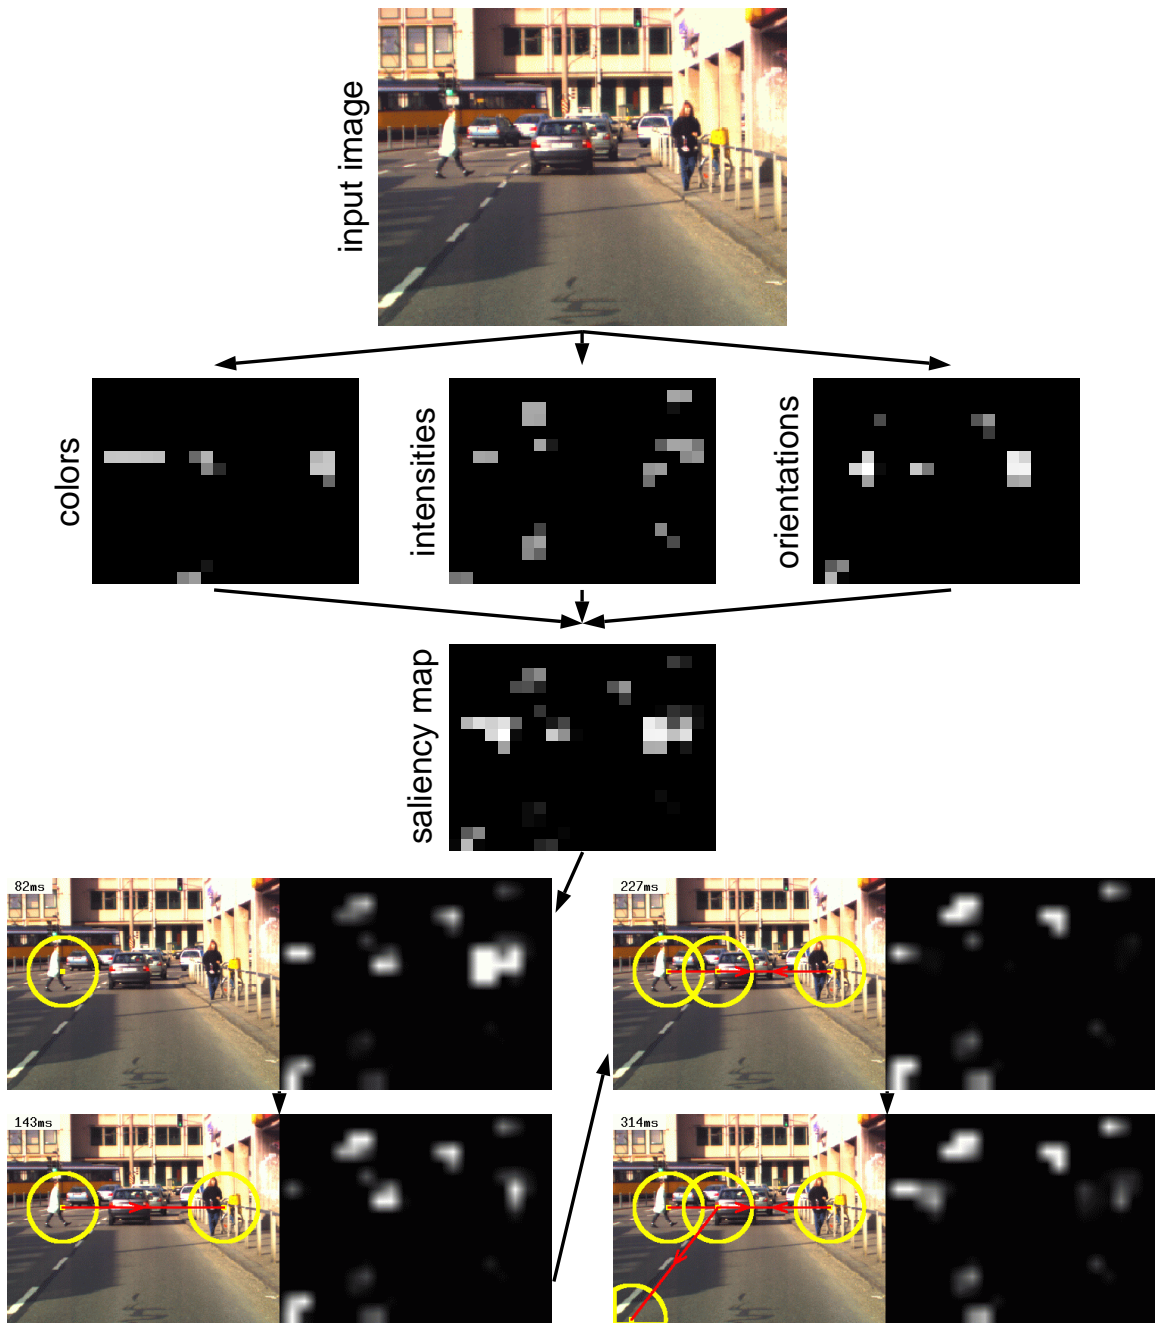 input image
colors
intensities
orientations
saliency map
82ms
227ms
143ms
314ms